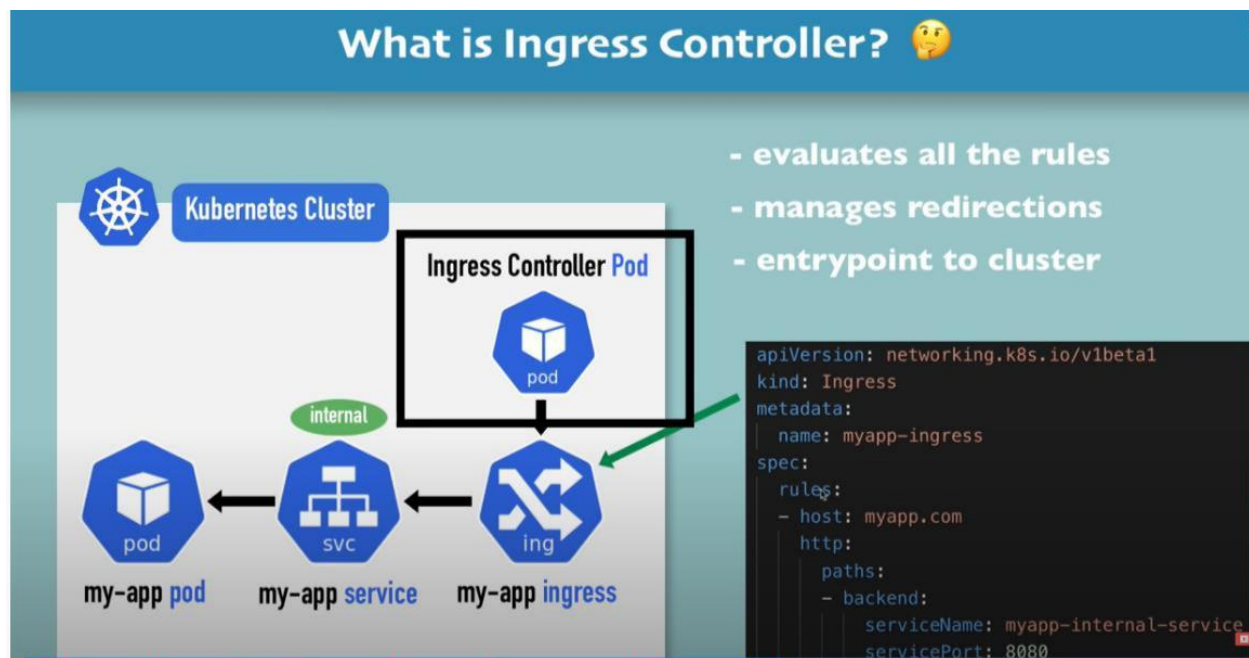 What is Ingress Controller? 🤔
- evaluates all the rules
- manages redirections
- entrypoint to cluster
Kubernetes Cluster
Ingress Controller Pod
pod
internal
pod
svc
ing
my-app pod
my-app service
my-app ingress
apiVersion: networking.k8s.io/v1beta1
kind: Ingress
metadata:
name: myapp-ingress
spec:
rules:
- host: myapp.com
http:
paths:
- backend:
serviceName: myapp-internal-service
servicePort: 8080